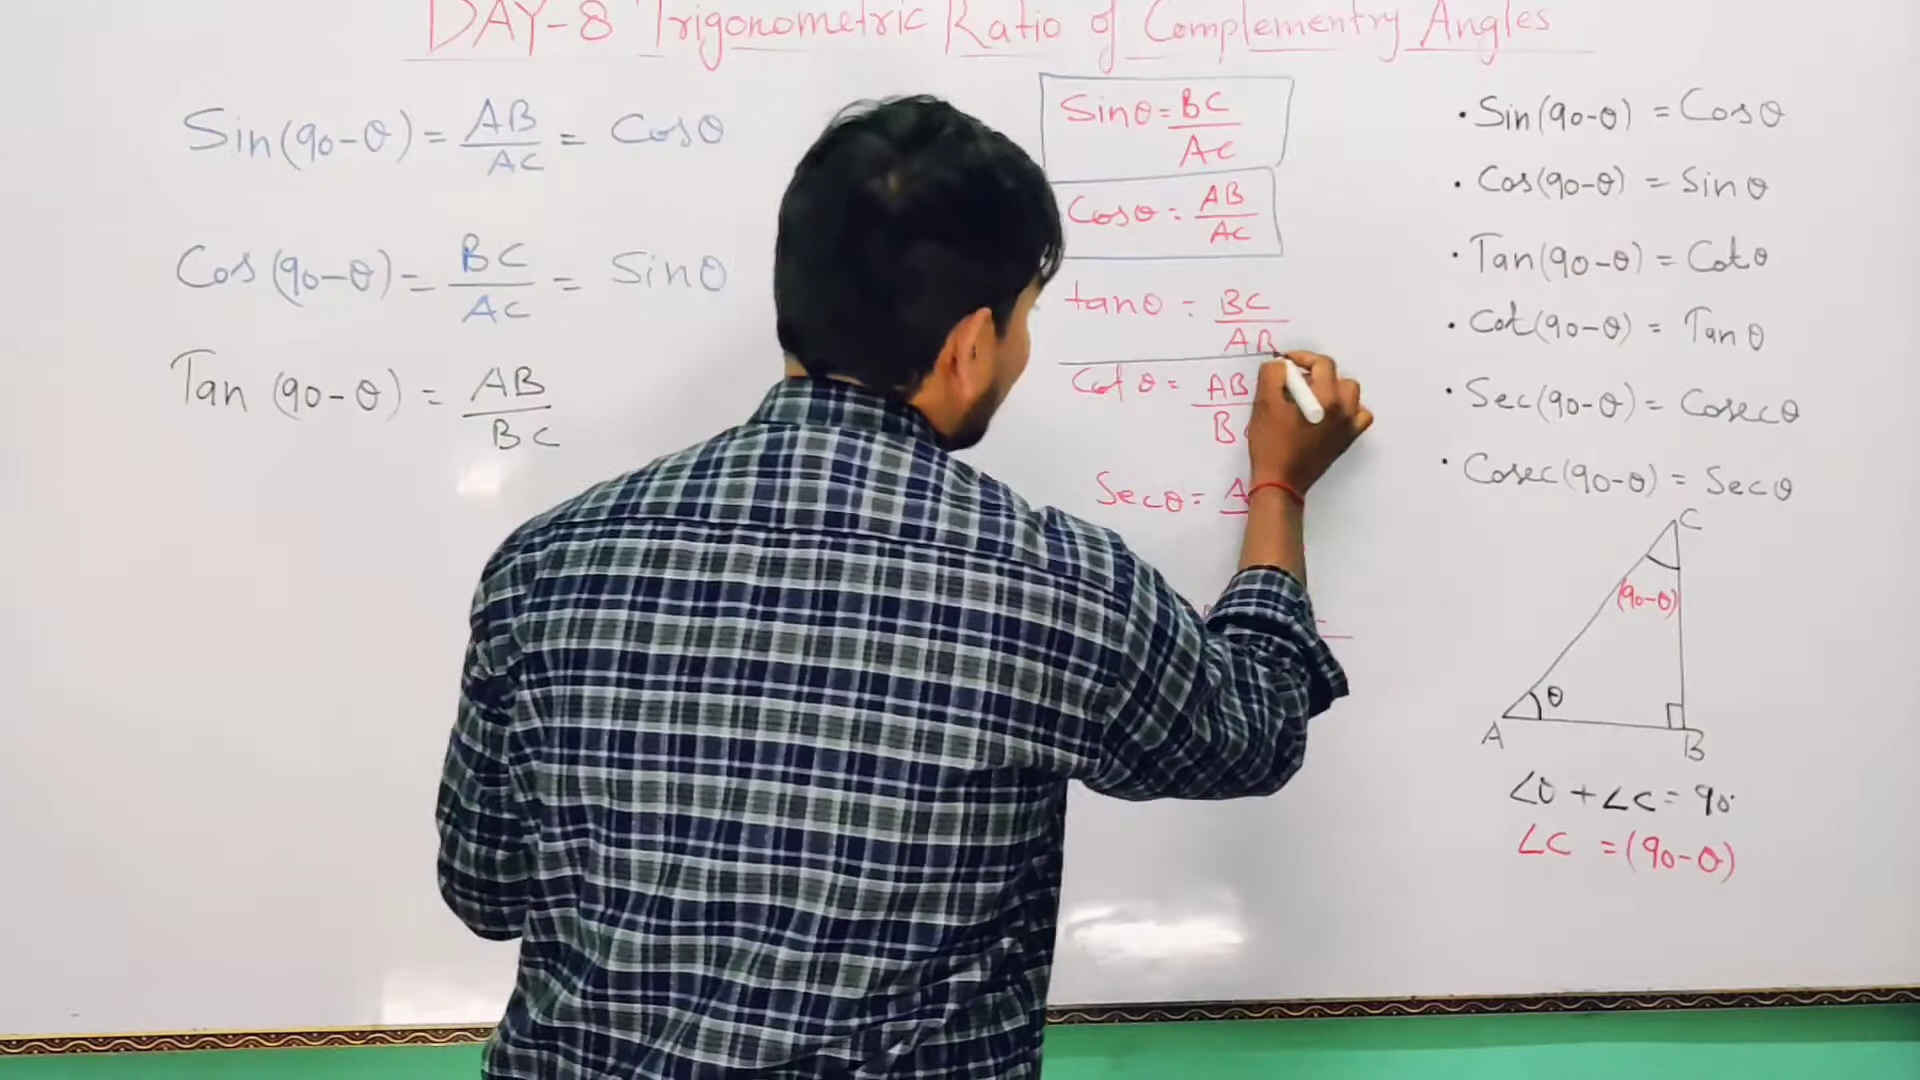 DAY-8 Trigonometric Ratio of Complementry Angles
Sin(90-θ) = AB/AC = Cosθ
Cos(90-θ) = BC/AC = Sinθ
Tan (90-θ) = AB/BC
Sinθ = BC/AC
Cosθ = AB/AC
tanθ = BC/AB
Cot θ = AB
Secθ =
• Sin(90-θ) = Cosθ
• Cos(90-θ) = Sinθ
• Tan(90-θ) = Cotθ
• Cot(90-θ) = Tanθ
• Sec(90-θ) = Cosecθ
• Cosec(90-θ) = Secθ
C
(90-θ)
θ
A
B
∠θ + ∠C = 90°
∠C = (90-θ)